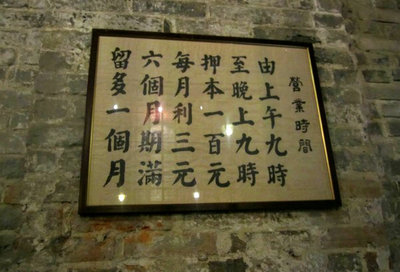 營業時間
由上午九時
至晚上九時
押本一百元
每月利三元
六個月期滿
留多一個月